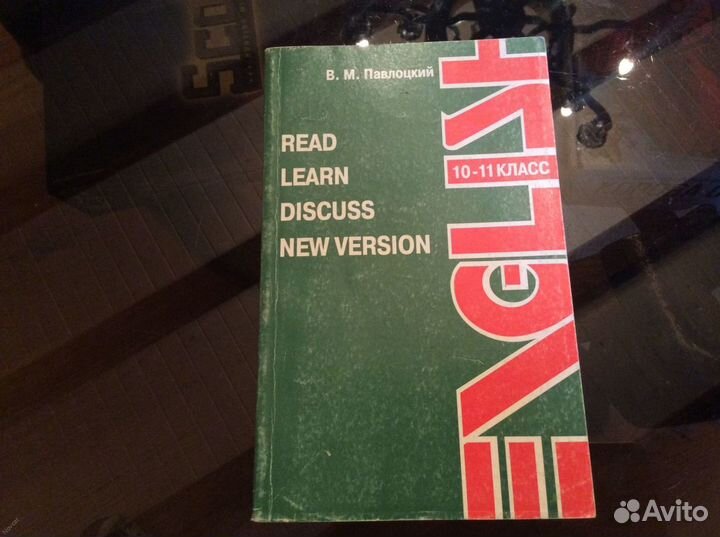 В. М. Павлоцкий
READ
LEARN
DISCUSS
NEW VERSION
10-11 КЛАСС
ENGLISH
Avito